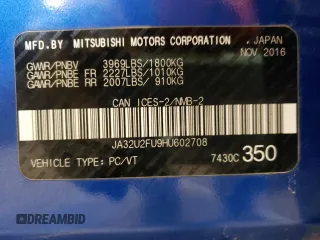 MFD.BY MITSUBISHI MOTORS CORPORATION
JAPAN
NOV. 2016
GVWR/PNBV 3969LBS/1800KG
GAWR/PNBE FR 2227LBS/1010KG
GAWR/PNBE RR 2007LBS/ 910KG
CAN ICES-2/NMB-2
JA32U2FU9HU602708
VEHICLE TYPE: PC/VT
7430C 350
DREAMBID